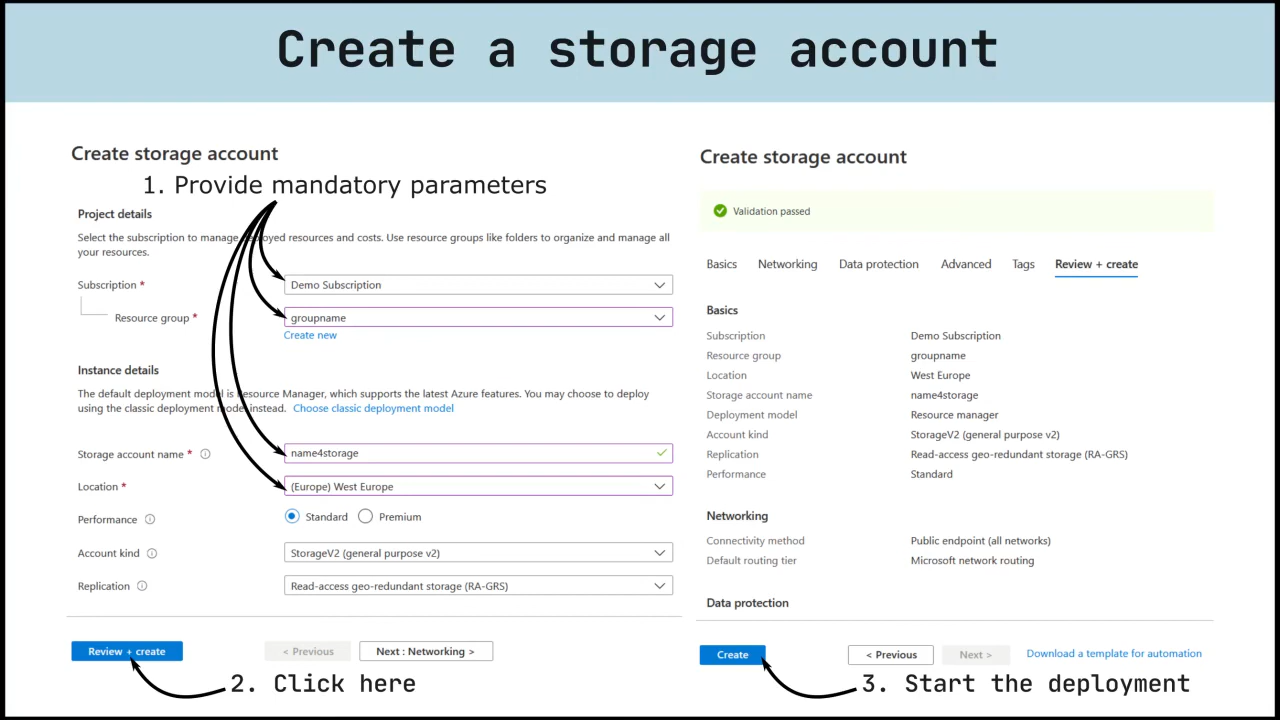 Create a storage account
Create storage account
1. Provide mandatory parameters
Project details
Select the subscription to manage deployed resources and costs. Use resource groups like folders to organize and manage all
your resources.
Subscription *
Demo Subscription
Resource group *
groupname
Create new
Instance details
The default deployment model is Resource Manager, which supports the latest Azure features. You may choose to deploy
using the classic deployment model instead. Choose classic deployment model
Storage account name *
name4storage
Location *
(Europe) West Europe
Performance
Standard Premium
Account kind
StorageV2 (general purpose v2)
Replication
Read-access geo-redundant storage (RA-GRS)
Review + create
< Previous
Next : Networking >
2. Click here
Create storage account
Validation passed
Basics Networking Data protection Advanced Tags Review + create
Basics
Subscription Demo Subscription
Resource group groupname
Location West Europe
Storage account name name4storage
Deployment model Resource manager
Account kind StorageV2 (general purpose v2)
Replication Read-access geo-redundant storage (RA-GRS)
Performance Standard
Networking
Connectivity method Public endpoint (all networks)
Default routing tier Microsoft network routing
Data protection
Create
< Previous
Next >
Download a template for automation
3. Start the deployment